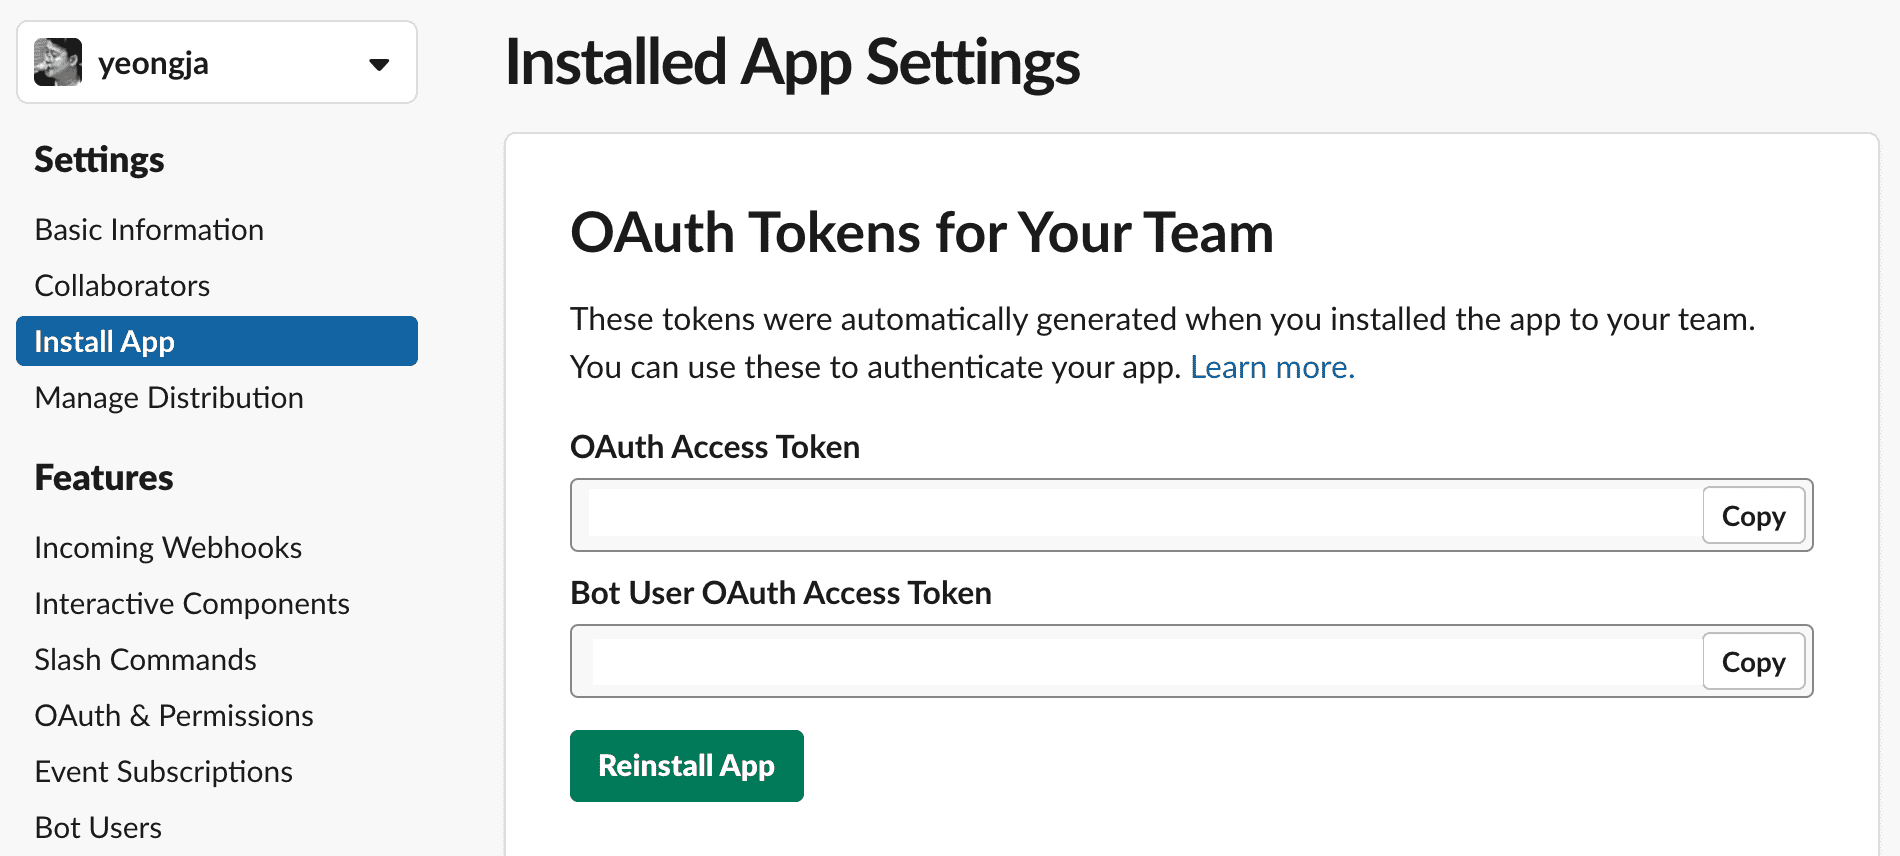 yeongja
Settings
Basic Information
Collaborators
Install App
Manage Distribution
Features
Incoming Webhooks
Interactive Components
Slash Commands
OAuth & Permissions
Event Subscriptions
Bot Users
Installed App Settings
OAuth Tokens for Your Team
These tokens were automatically generated when you installed the app to your team.
You can use these to authenticate your app. Learn more.
OAuth Access Token
Copy
Bot User OAuth Access Token
Copy
Reinstall App